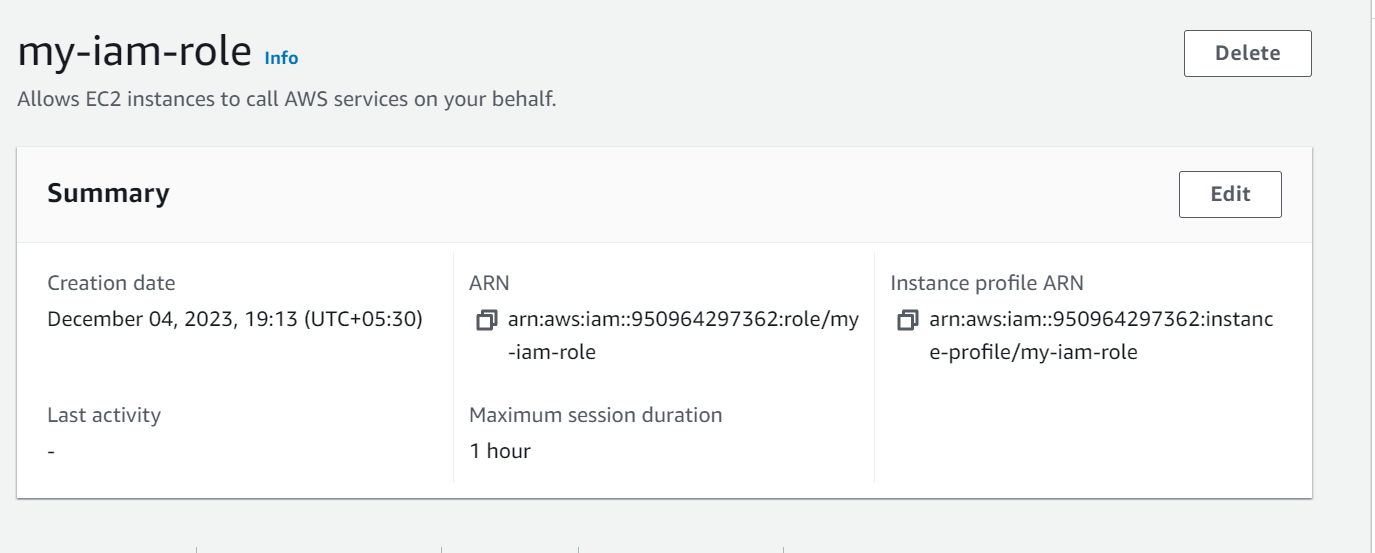 my-iam-role Info
Delete
Allows EC2 instances to call AWS services on your behalf.
Summary
Edit
Creation date
December 04, 2023, 19:13 (UTC+05:30)
ARN
arn:aws:iam::950964297362:role/my
-iam-role
Instance profile ARN
arn:aws:iam::950964297362:instanc
e-profile/my-iam-role
Last activity
-
Maximum session duration
1 hour